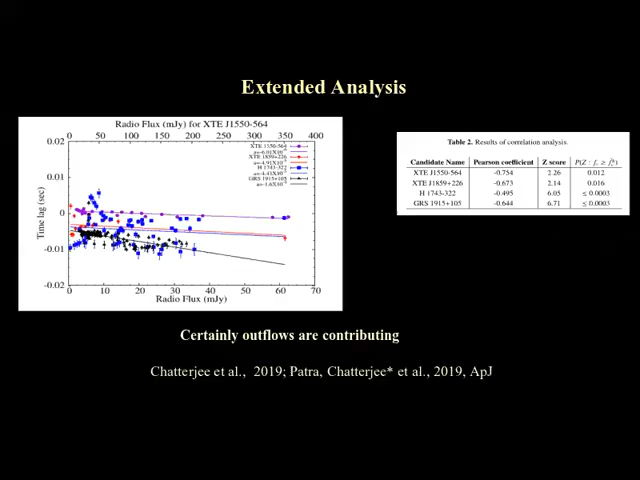 Extended Analysis
Radio Flux (mJy) for XTE J1550-564
0 50 100 150 200 250 300 350 400
0.02
0.01
0
-0.01
-0.02
Time lag (sec)
XTE 1550-564
XTE 1859+226
H 1743-322
GRS 1915+105
0 10 20 30 40 50 60 70
Radio Flux (mJy)
Table 2. Results of correlation analysis.
Candidate Name Pearson coefficient Z score
XTE J1550-564 -0.754 2.26 0.012
XTE J1859+226 -0.673 2.14 0.016
H 1743-322 -0.495 6.05 ≤ 0.0003
GRS 1915+105 -0.644 6.71 ≤ 0.0003
Certainly outflows are contributing
Chatterjee et al., 2019; Patra, Chatterjee* et al., 2019, ApJ